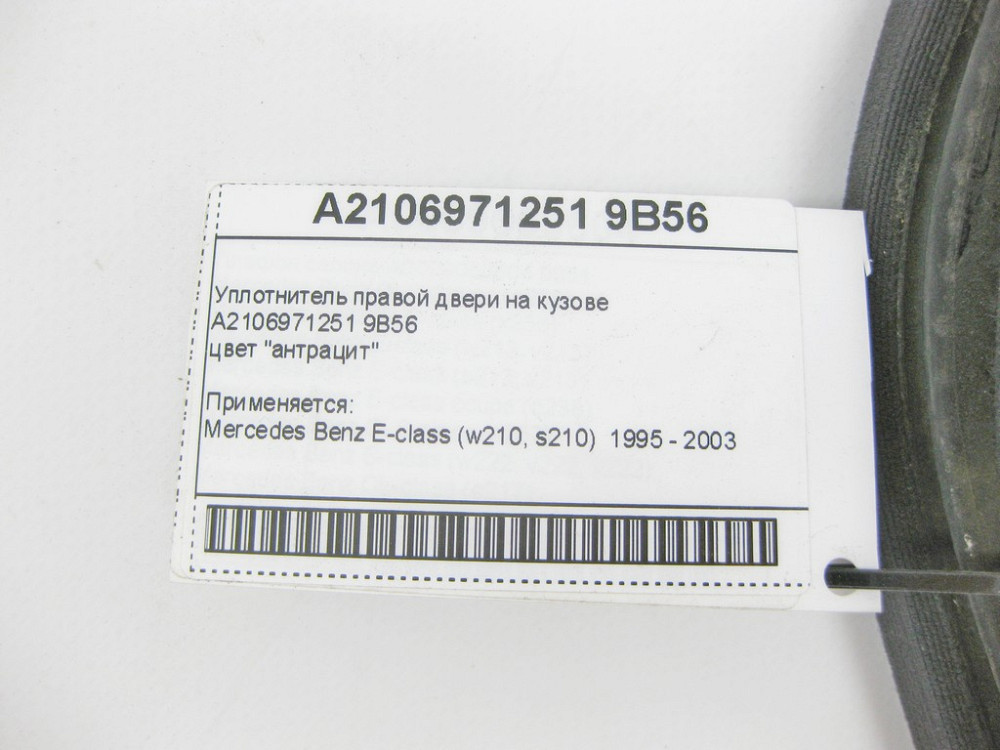 A2106971251 9B56
Уплотнитель правой двери на кузове
A2106971251 9B56
цвет "антрацит"
Применяется:
Mercedes Benz E-class (w210, s210) 1995 - 2003